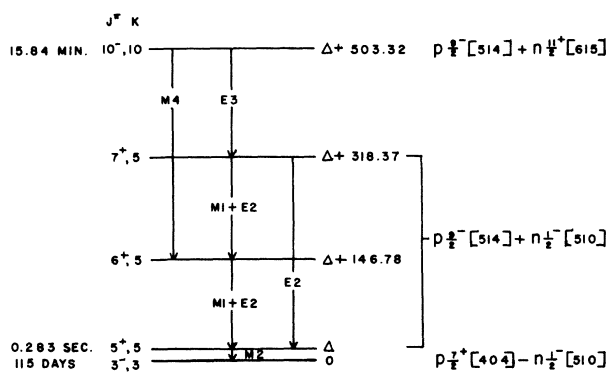 J^π K
15.84 MIN. 10⁻,10 Δ+ 503.32 p 9/2⁻[514] + n 11/2⁺[615]
M4 E3
7⁺,5 Δ+ 318.37
M1+E2
p 9/2⁻[514] + n 1/2⁻[510]
6⁺,5 Δ+ 146.78
M1+E2 E2
0.283 SEC. 5⁺,5 Δ
M2
115 DAYS 3⁻,3 0 p 7/2⁺[404] - n 1/2⁻[510]